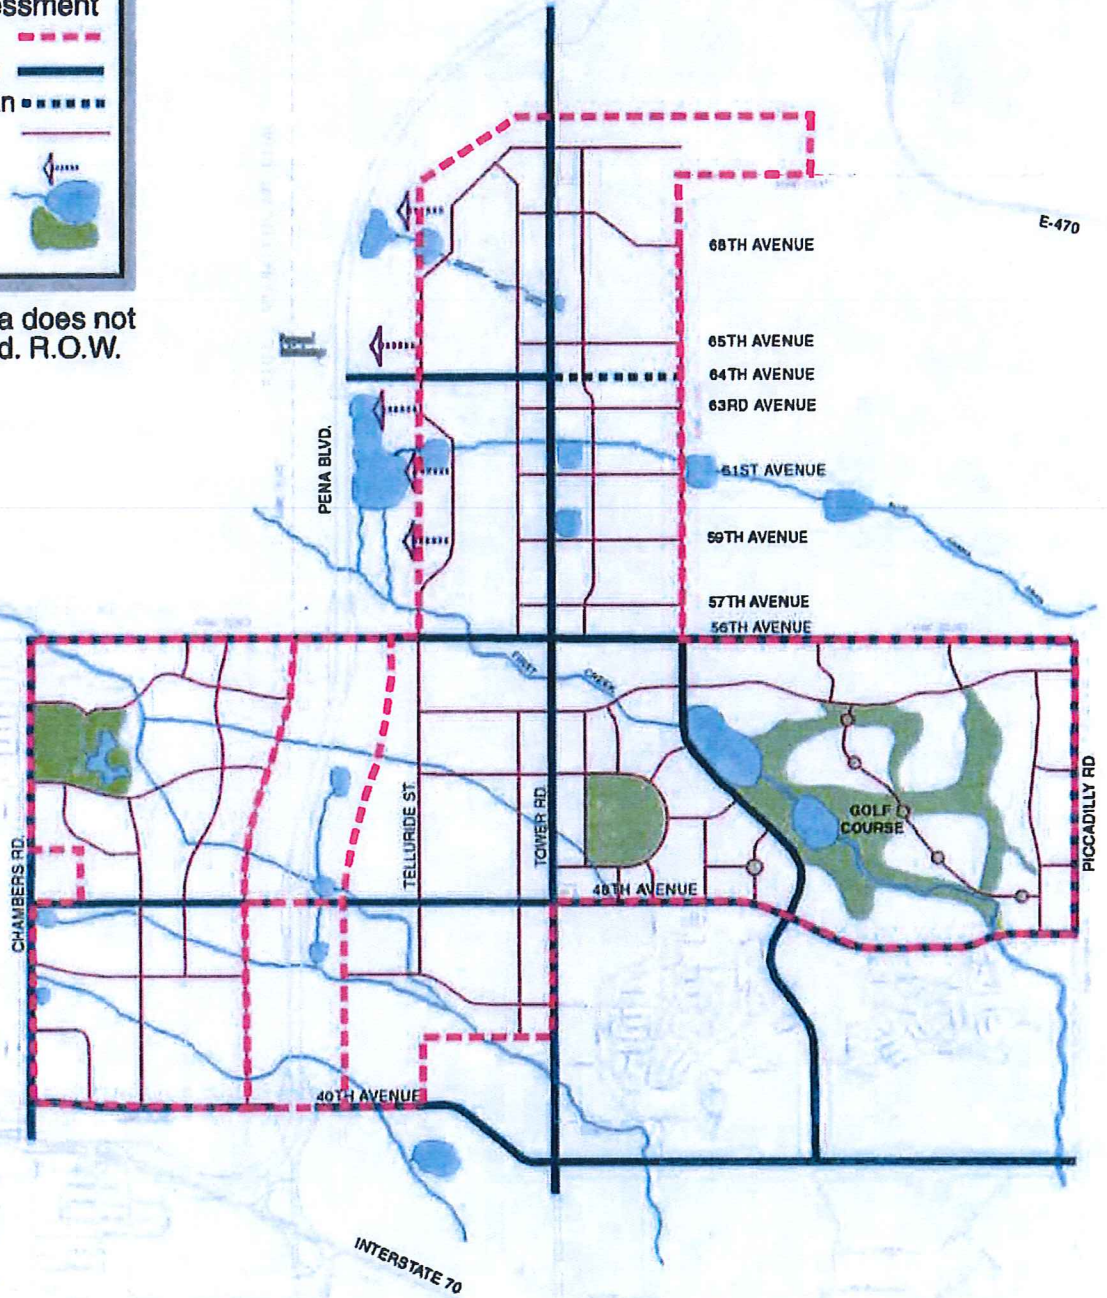 essment
n
a does not
d. R.O.W.
E-470
68TH AVENUE
65TH AVENUE
64TH AVENUE
63RD AVENUE
PENA BLVD.
61ST AVENUE
59TH AVENUE
57TH AVENUE
56TH AVENUE
FIRST
CREEK
CHAMBERS RD.
TELLURIDE ST.
TOWER RD.
GOLF
COURSE
PICCADILLY RD
48TH AVENUE
40TH AVENUE
INTERSTATE 70